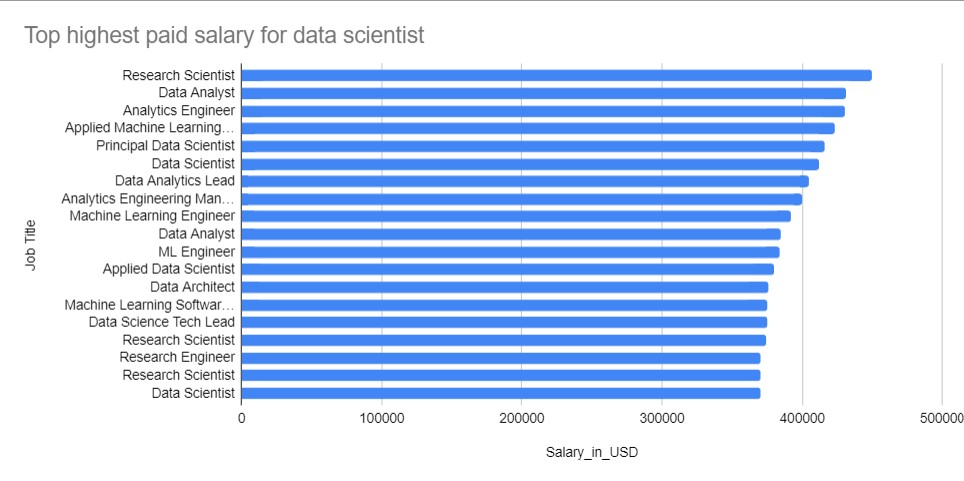 Top highest paid salary for data scientist
Research Scientist
Data Analyst
Analytics Engineer
Applied Machine Learning…
Principal Data Scientist
Data Scientist
Data Analytics Lead
Analytics Engineering Man…
Machine Learning Engineer
Data Analyst
ML Engineer
Applied Data Scientist
Data Architect
Machine Learning Softwar…
Data Science Tech Lead
Research Scientist
Research Engineer
Research Scientist
Data Scientist
Job Title
0 100000 200000 300000 400000 500000
Salary_in_USD